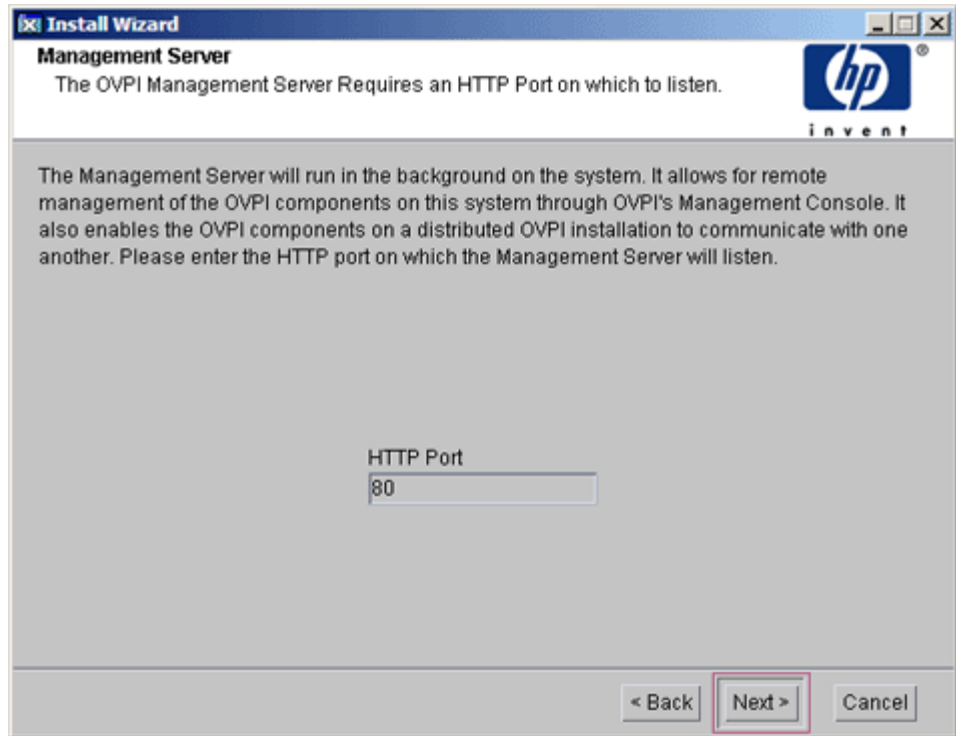 Install Wizard
Management Server
The OVPI Management Server Requires an HTTP Port on which to listen.
hp
®
invent
The Management Server will run in the background on the system. It allows for remote
management of the OVPI components on this system through OVPI's Management Console. It
also enables the OVPI components on a distributed OVPI installation to communicate with one
another. Please enter the HTTP port on which the Management Server will listen.
HTTP Port
80
< Back
Next >
Cancel